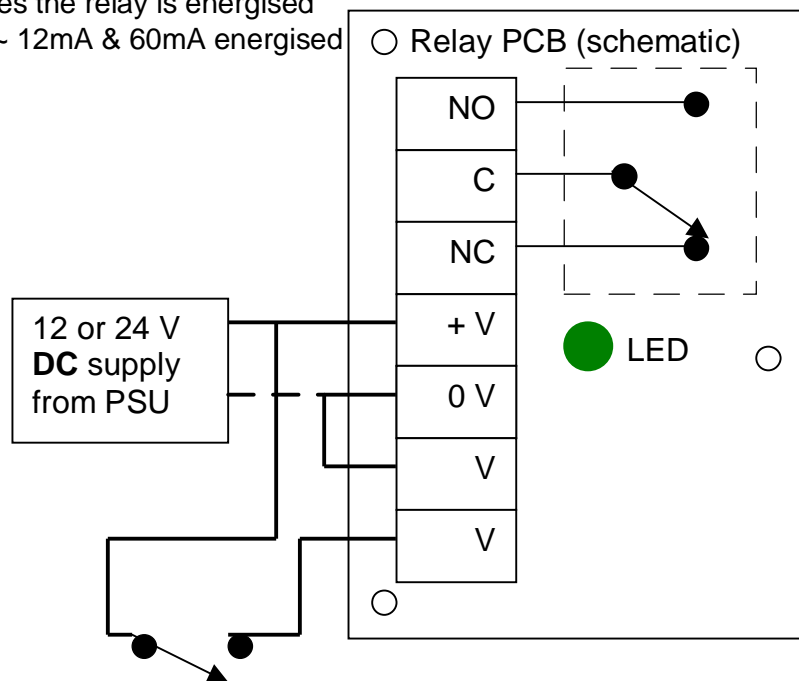 es the relay is energised
~ 12mA & 60mA energised
Relay PCB (schematic)
NO
C
NC
12 or 24 V
DC supply
from PSU
+ V
0 V
V
V
LED